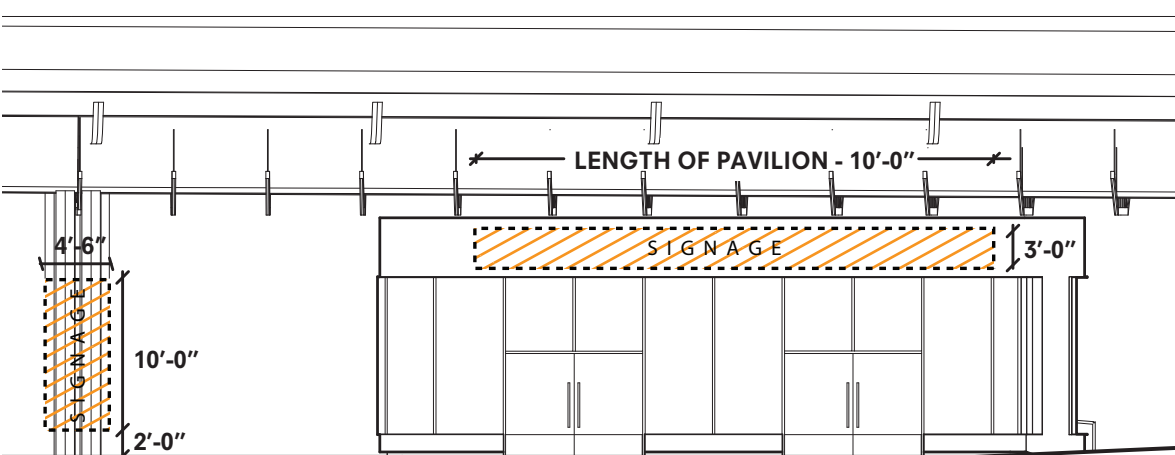 LENGTH OF PAVILION - 10’-0”
4’-6”
SIGNAGE
3’-0”
SIGNAGE
10’-0”
2’-0”